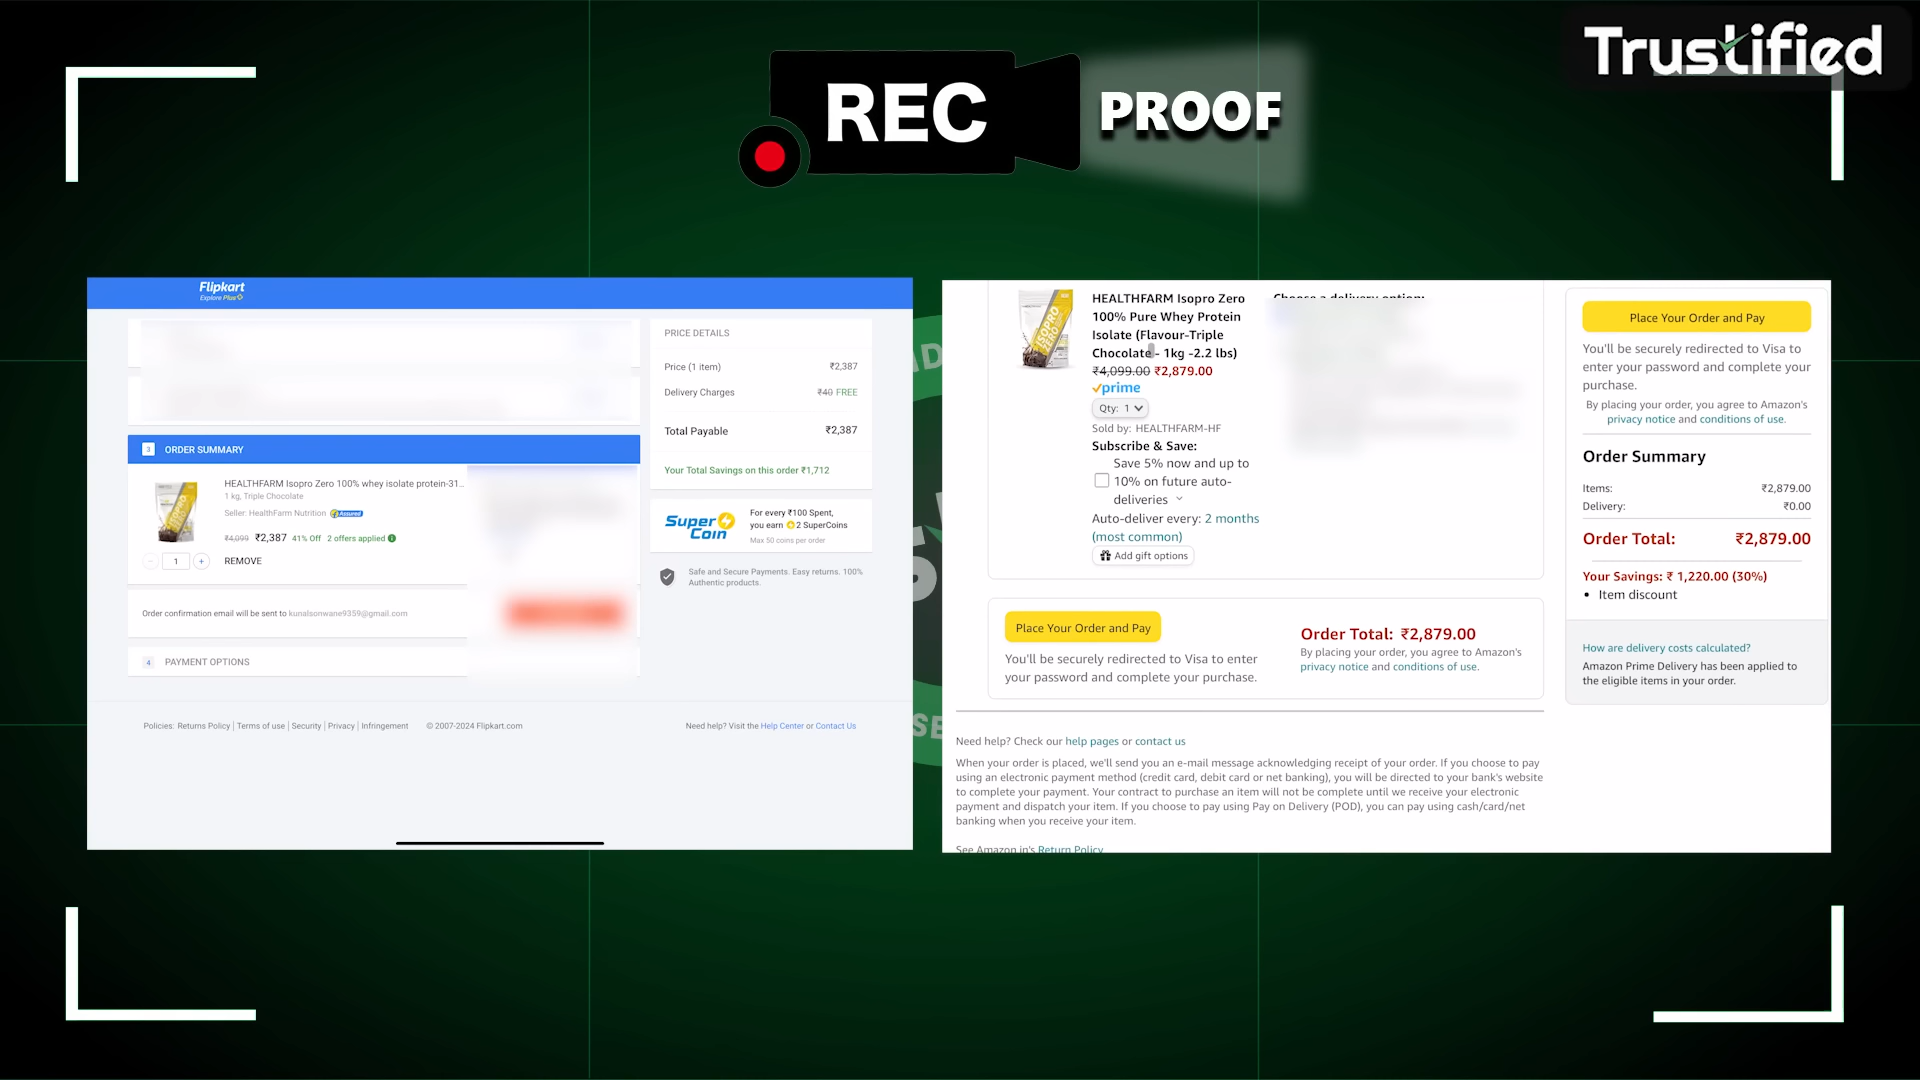 Trustified
REC
PROOF
Flipkart
Explore Plus
ORDER SUMMARY
3
HEALTHFARM Isopro Zero 100% whey isolate protein-31...
1 kg, Triple Chocolate
Seller: HealthFarm Nutrition Assured
₹4,099 ₹2,387 41% Off 2 offers applied
− 1 + REMOVE
Order confirmation email will be sent to kunalsonwane9359@gmail.com
4 PAYMENT OPTIONS
PRICE DETAILS
Price (1 item) ₹2,387
Delivery Charges ₹40 FREE
Total Payable ₹2,387
Your Total Savings on this order ₹1,712
Super Coin
For every ₹100 Spent,
you earn 2 SuperCoins
Max 50 coins per order
Safe and Secure Payments. Easy returns. 100%
Authentic products.
Policies: Returns Policy | Terms of use | Security | Privacy | Infringement © 2007-2024 Flipkart.com
Need help? Visit the Help Center or Contact Us
ISOPRO ZERO
HEALTHFARM Isopro Zero
100% Pure Whey Protein
Isolate (Flavour-Triple
Chocolate - 1kg -2.2 lbs)
₹4,099.00 ₹2,879.00
prime
Qty: 1
Sold by: HEALTHFARM-HF
Subscribe & Save:
Save 5% now and up to
10% on future auto-
deliveries
Auto-deliver every: 2 months
(most common)
Add gift options
Choose a delivery option:
Place Your Order and Pay
You'll be securely redirected to Visa to enter
your password and complete your purchase.
Order Total: ₹2,879.00
By placing your order, you agree to Amazon's
privacy notice and conditions of use.
Need help? Check our help pages or contact us
When your order is placed, we'll send you an e-mail message acknowledging receipt of your order. If you choose to pay
using an electronic payment method (credit card, debit card or net banking), you will be directed to your bank's website
to complete your payment. Your contract to purchase an item will not be complete until we receive your electronic
payment and dispatch your item. If you choose to pay using Pay on Delivery (POD), you can pay using cash/card/net
banking when you receive your item.
See Amazon.in's Return Policy.
Place Your Order and Pay
You'll be securely redirected to Visa to
enter your password and complete your
purchase.
By placing your order, you agree to Amazon's
privacy notice and conditions of use.
Order Summary
Items: ₹2,879.00
Delivery: ₹0.00
Order Total: ₹2,879.00
Your Savings: ₹ 1,220.00 (30%)
• Item discount
How are delivery costs calculated?
Amazon Prime Delivery has been applied to
the eligible items in your order.